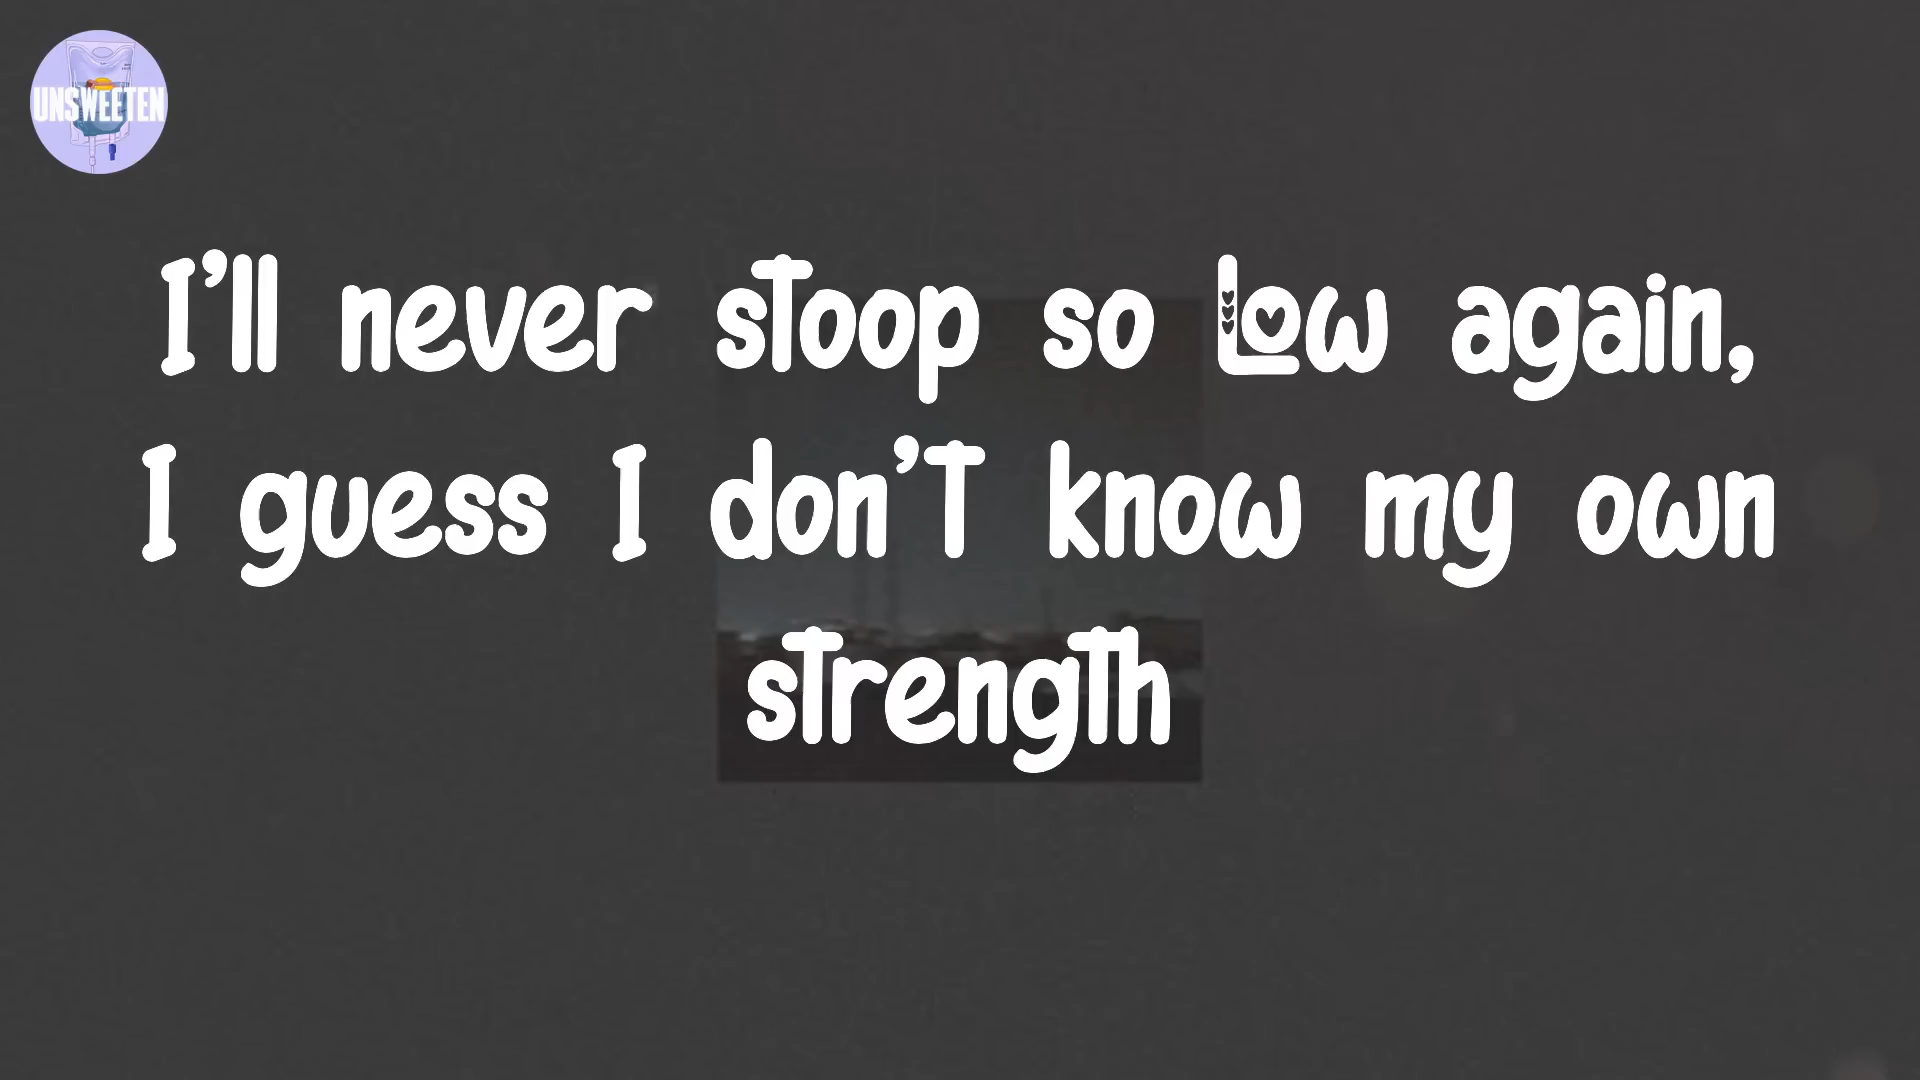 UNSWEETEN
I’ll never stoop so Low again,
I guess I don’t know my own
strength